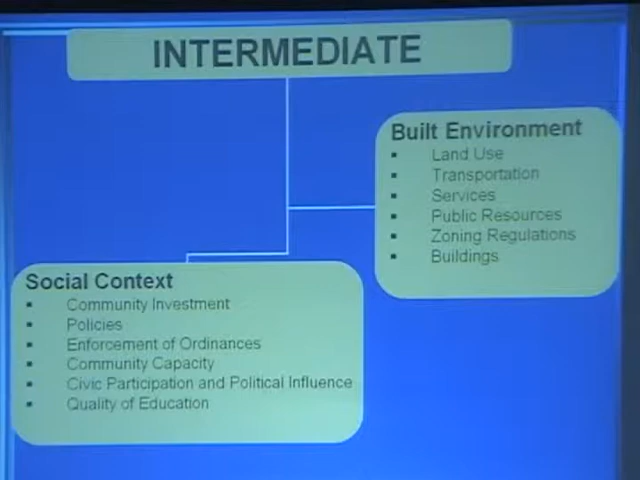 INTERMEDIATE
Built Environment
▪ Land Use
▪ Transportation
▪ Services
▪ Public Resources
▪ Zoning Regulations
▪ Buildings
Social Context
▪ Community Investment
▪ Policies
▪ Enforcement of Ordinances
▪ Community Capacity
▪ Civic Participation and Political Influence
▪ Quality of Education